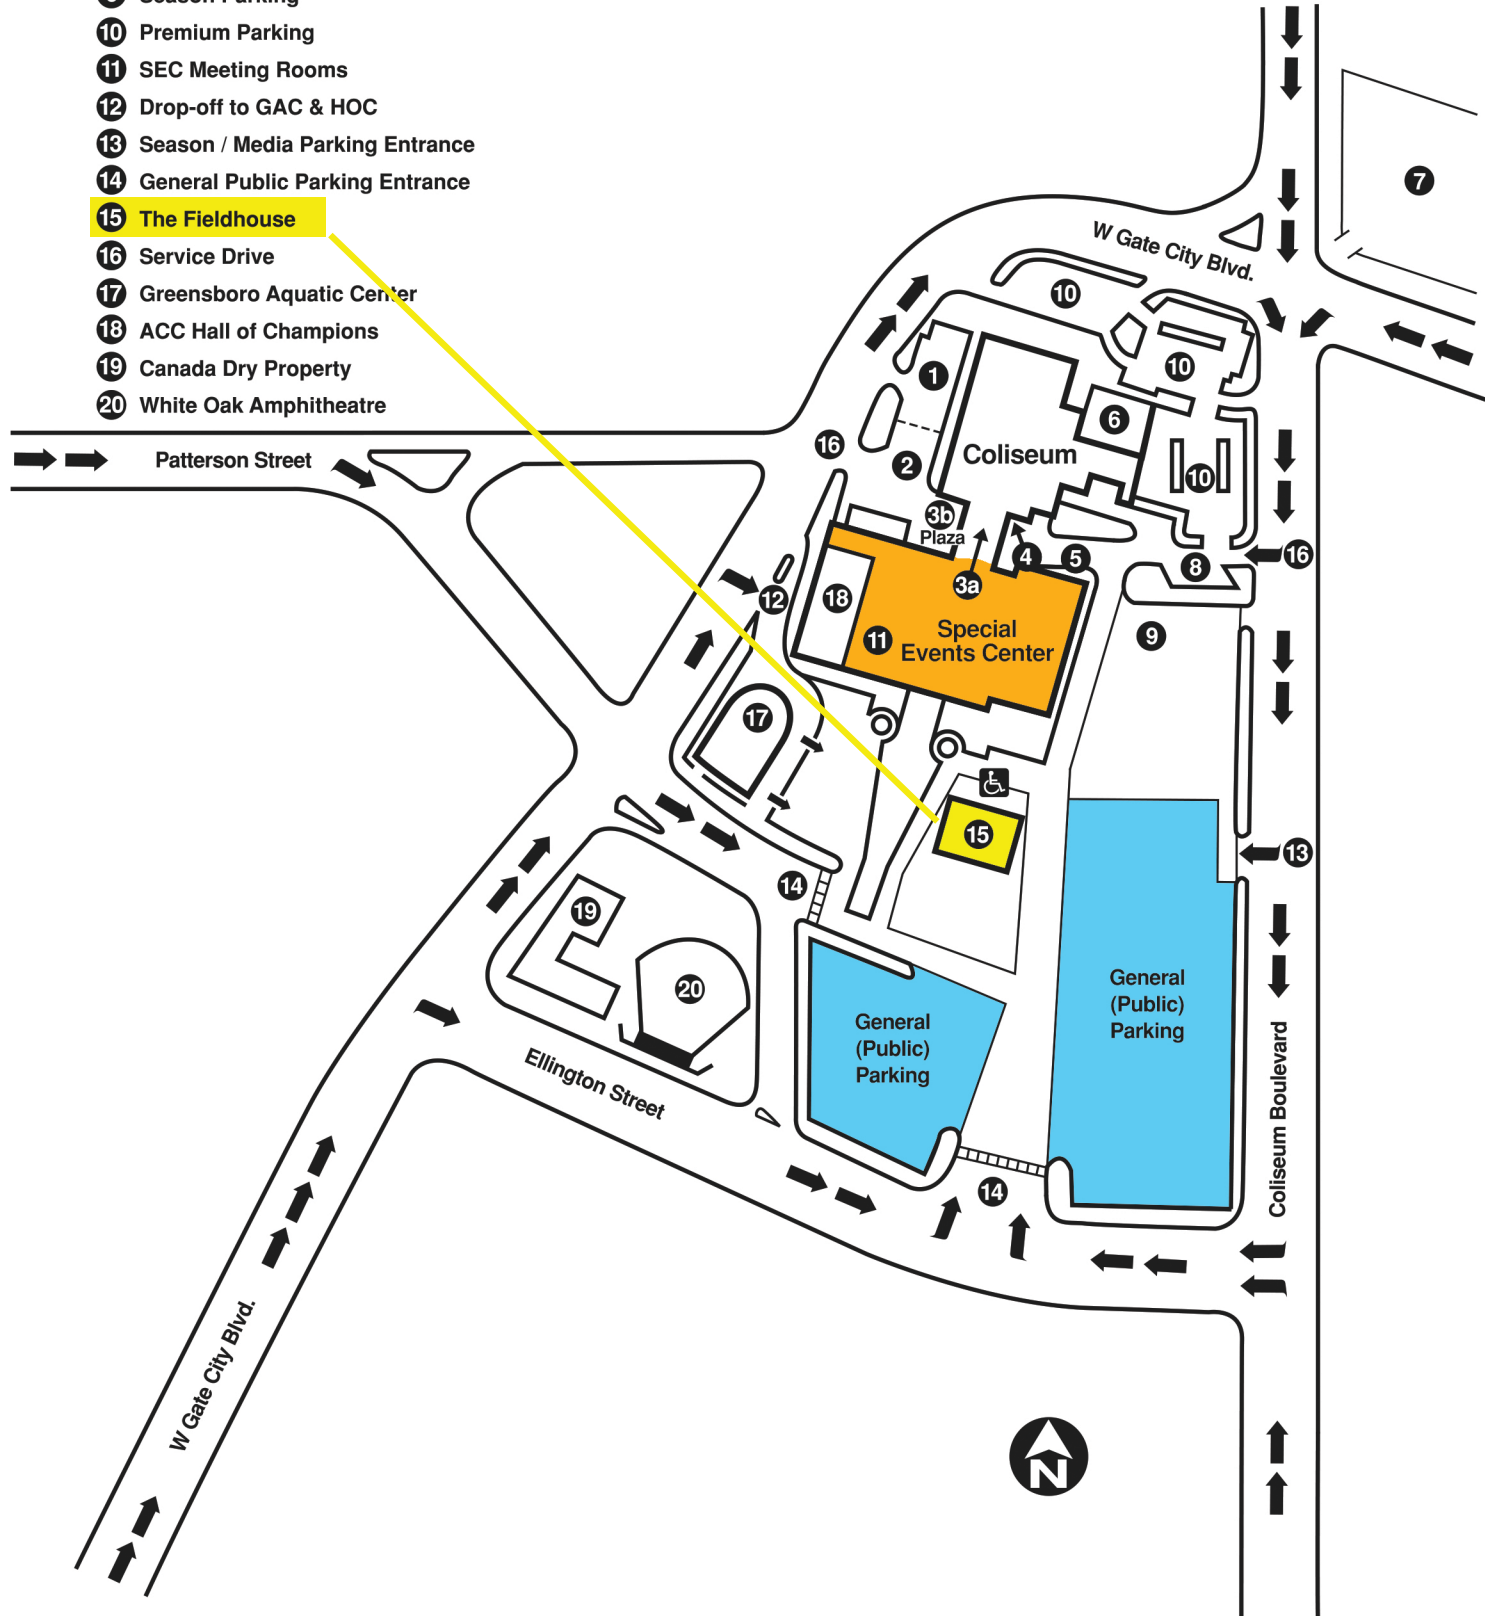 Season Parking
10 Premium Parking
11 SEC Meeting Rooms
12 Drop-off to GAC & HOC
13 Season / Media Parking Entrance
14 General Public Parking Entrance
15 The Fieldhouse
16 Service Drive
17 Greensboro Aquatic Center
18 ACC Hall of Champions
19 Canada Dry Property
20 White Oak Amphitheatre
7
W Gate City Blvd.
10
10
1
6
16
Coliseum
2
10
Patterson Street
3b
Plaza
4
5
16
8
3a
12
18
11
Special
Events Center
9
17
15
13
14
19
20
General
(Public)
Parking
General
(Public)
Parking
Ellington Street
Coliseum Boulevard
14
W Gate City Blvd.
N